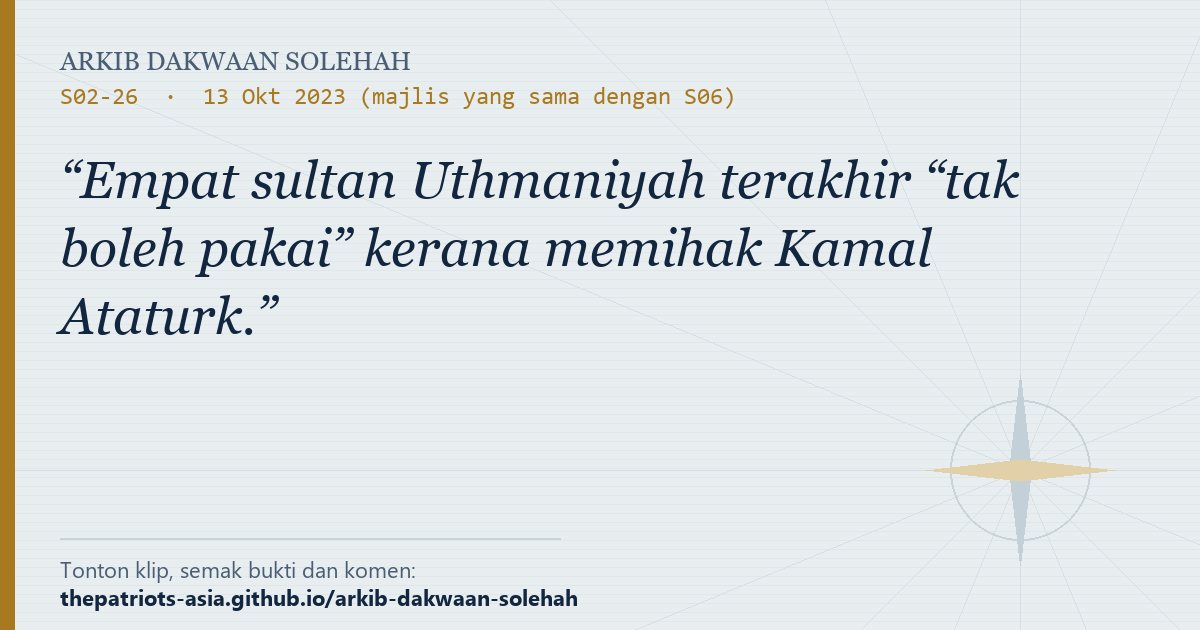 ARKIB DAKWAAN SOLEHAH
S02-26 · 13 Okt 2023 (majlis yang sama dengan S06)
“Empat sultan Uthmaniyah terakhir “tak
boleh pakai” kerana memihak Kamal
Ataturk.”
Tonton klip, semak bukti dan komen:
thepatriots-asia.github.io/arkib-dakwaan-solehah